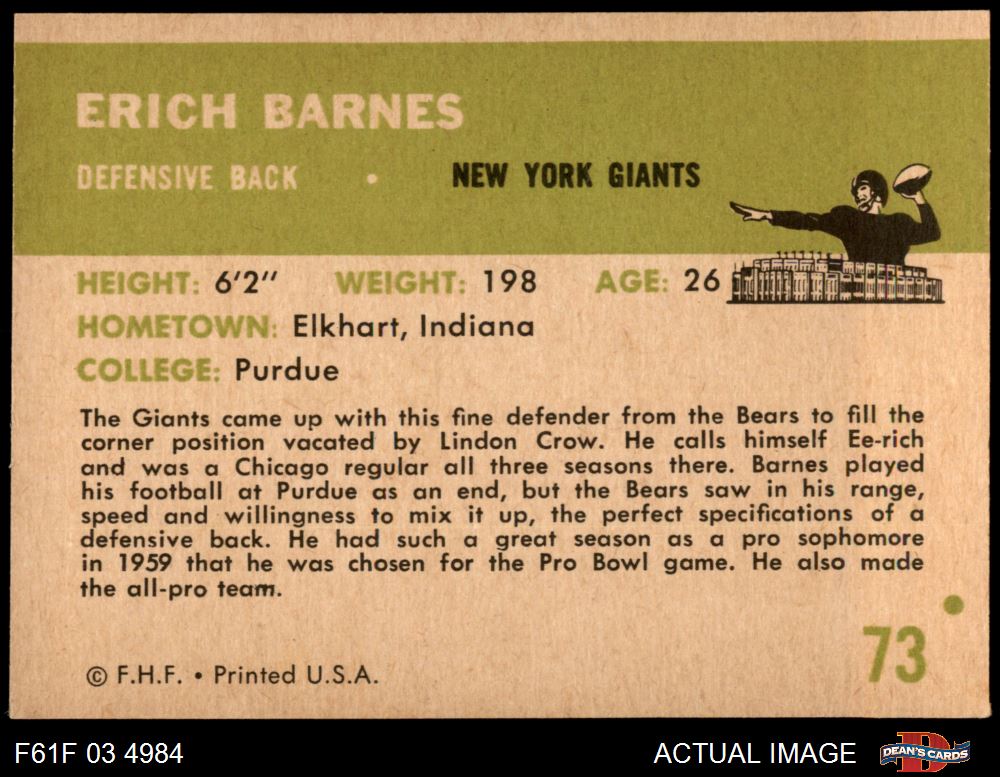 ERICH BARNES
DEFENSIVE BACK • NEW YORK GIANTS
HEIGHT: 6'2" WEIGHT: 198 AGE: 26
HOMETOWN: Elkhart, Indiana
COLLEGE: Purdue
The Giants came up with this fine defender from the Bears to fill the
corner position vacated by Lindon Crow. He calls himself Ee-rich
and was a Chicago regular all three seasons there. Barnes played
his football at Purdue as an end, but the Bears saw in his range,
speed and willingness to mix it up, the perfect specifications of a
defensive back. He had such a great season as a pro sophomore
in 1959 that he was chosen for the Pro Bowl game. He also made
the all-pro team.
73
© F.H.F. • Printed U.S.A.
F61F 03 4984
ACTUAL IMAGE
D
DEAN'S CARDS